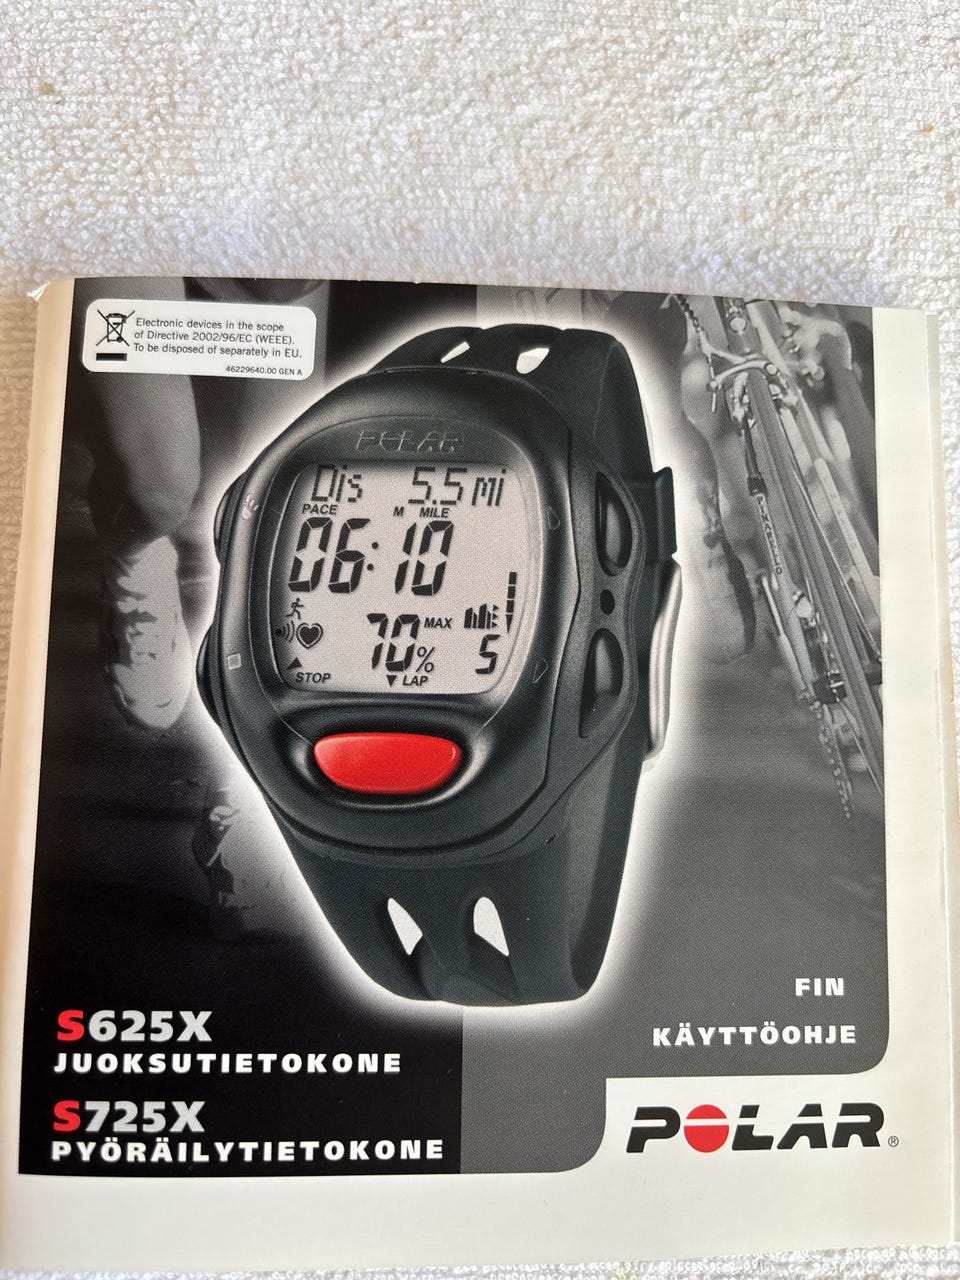 Electronic devices in the scope
of Directive 2002/96/EC (WEEE).
To be disposed of separately in EU.
46229640.00 GEN A
POLAR
Dis 5.5 mi
PACE M MILE
06:10
70% MAX 5
STOP LAP
PINARELLO
S625X
JUOKSUTIETOKONE
S725X
PYÖRÄILYTIETOKONE
FIN
KÄYTTÖOHJE
POLAR®